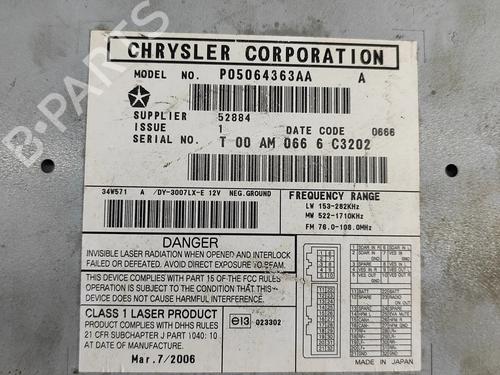 CHRYSLER CORPORATION
MODEL NO. P05064363AA A
SUPPLIER 52884
ISSUE 1 DATE CODE 0666
SERIAL NO. T 00 AM 066 6 C3202
34W571 A /DY-3007LX-E 12V NEG.GROUND
FREQUENCY RANGE
LW 153-282KHz
MW 522-1710KHz
FM 76.0-108.0MHz
DANGER
INVISIBLE LASER RADIATION WHEN OPENED AND INTERLOCK
FAILED OR DEFEATED. AVOID DIRECT EXPOSURE TO BEAM.
THIS DEVICE COMPLIES WITH PART 15 OF THE FCC RULES
OPERATION IS SUBJECT TO THE CONDITION THAT THIS
DEVICE DOES NOT CAUSE HARMFUL INTERFERENCE.
CLASS 1 LASER PRODUCT
PRODUCT COMPLIES WITH DHHS RULES
21 CFR SUBCHAPTER J PART 1040: 10
AT DATE OF MANUFACTURE
Mar.7/2006
e13 023302
MADE IN JAPAN
B-PARTS